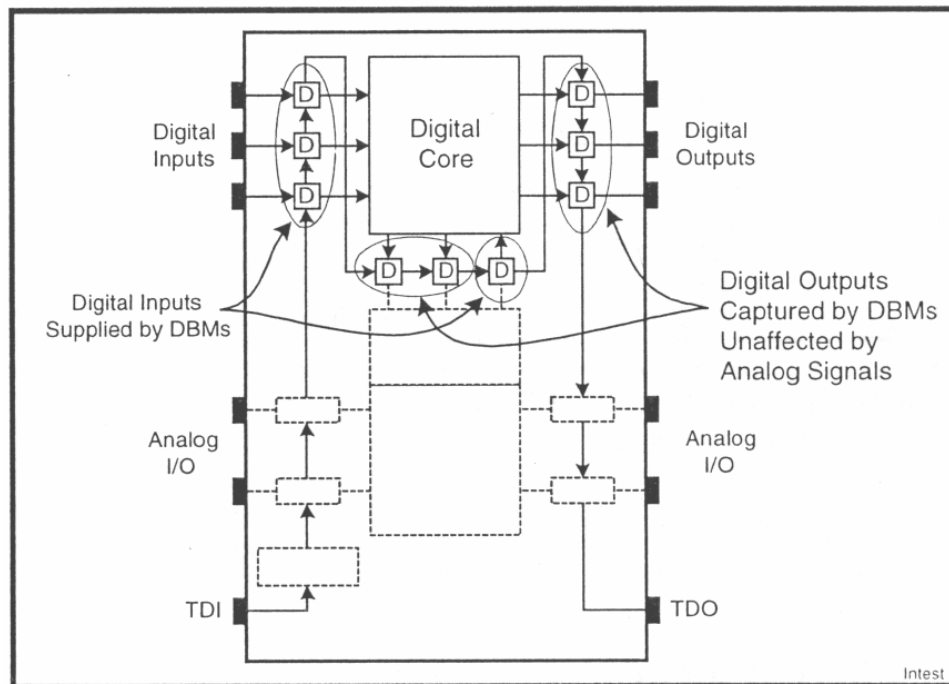 D
D
D
Digital
Inputs
Digital
Core
D
D
D
Digital
Outputs
D
D
D
Digital Inputs
Supplied by DBMs
Digital Outputs
Captured by DBMs
Unaffected by
Analog Signals
Analog
I/O
Analog
I/O
TDI
TDO
Intest